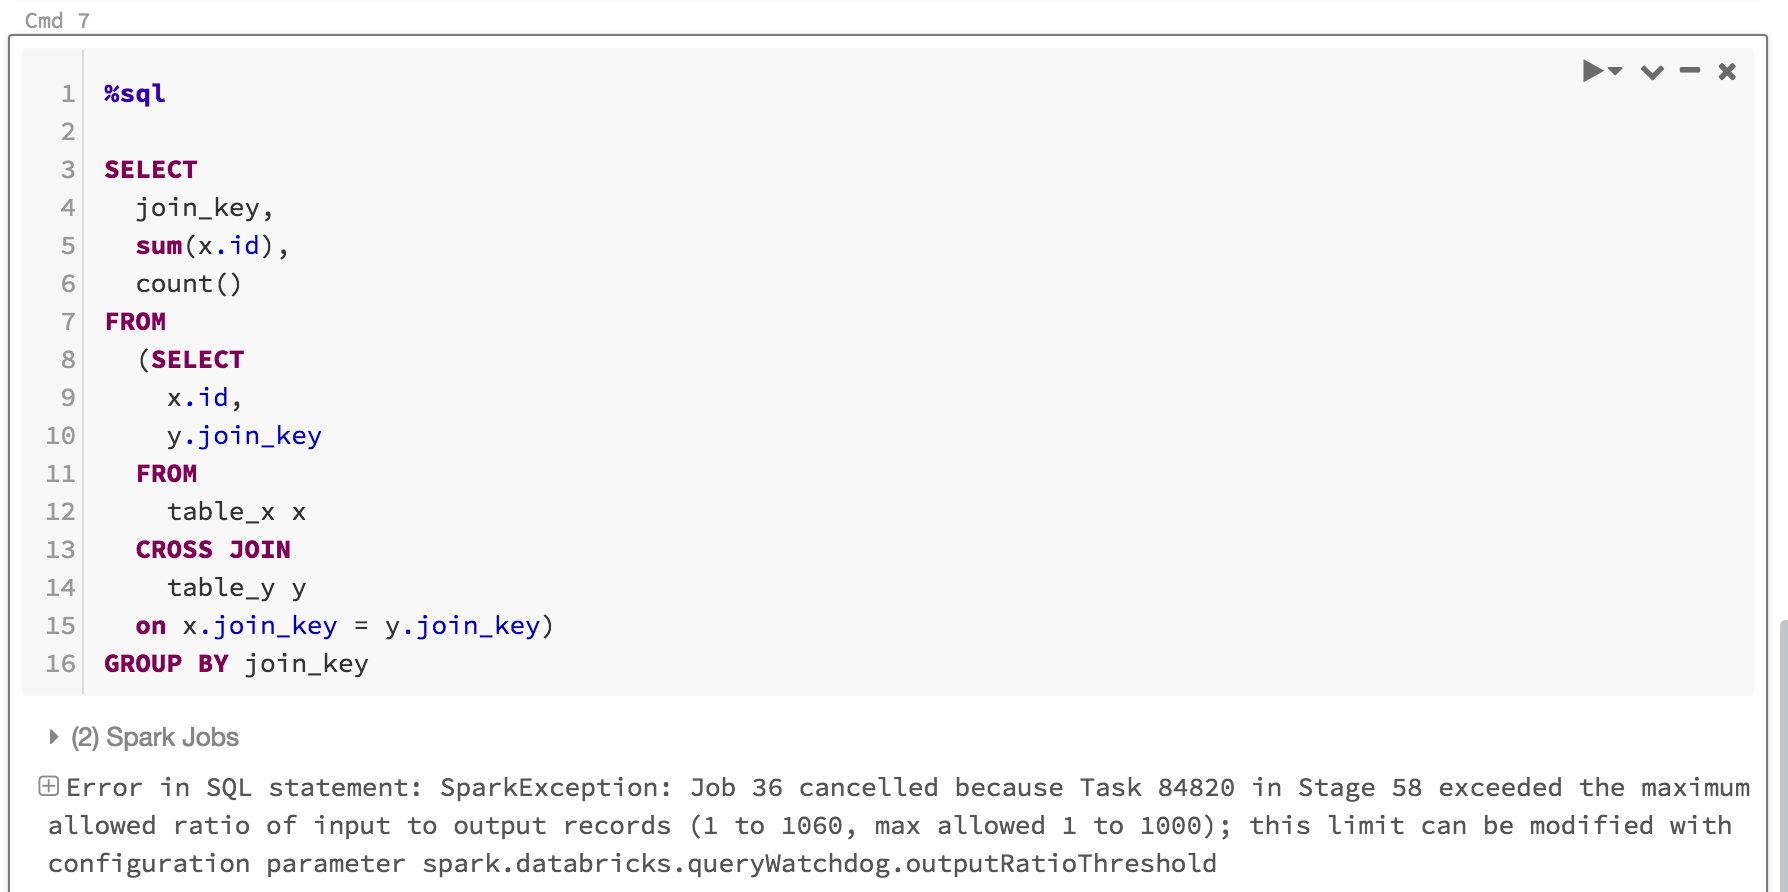 Cmd 7
1 %sql
2
3 SELECT
4 join_key,
5 sum(x.id),
6 count()
7 FROM
8 (SELECT
9 x.id,
10 y.join_key
11 FROM
12 table_x x
13 CROSS JOIN
14 table_y y
15 on x.join_key = y.join_key)
16 GROUP BY join_key
(2) Spark Jobs
Error in SQL statement: SparkException: Job 36 cancelled because Task 84820 in Stage 58 exceeded the maximum
allowed ratio of input to output records (1 to 1060, max allowed 1 to 1000); this limit can be modified with
configuration parameter spark.databricks.queryWatchdog.outputRatioThreshold